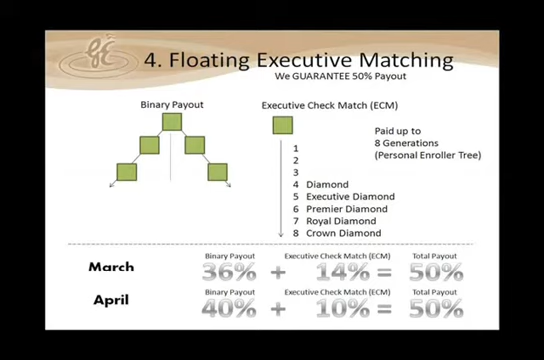 GE
4. Floating Executive Matching
We GUARANTEE 50% Payout
Binary Payout
Executive Check Match (ECM)
Paid up to
8 Generations
(Personal Enroller Tree)
1
2
3
4 Diamond
5 Executive Diamond
6 Premier Diamond
7 Royal Diamond
8 Crown Diamond
Binary Payout Executive Check Match (ECM) Total Payout
March 36% + 14% = 50%
Binary Payout Executive Check Match (ECM) Total Payout
April 40% + 10% = 50%